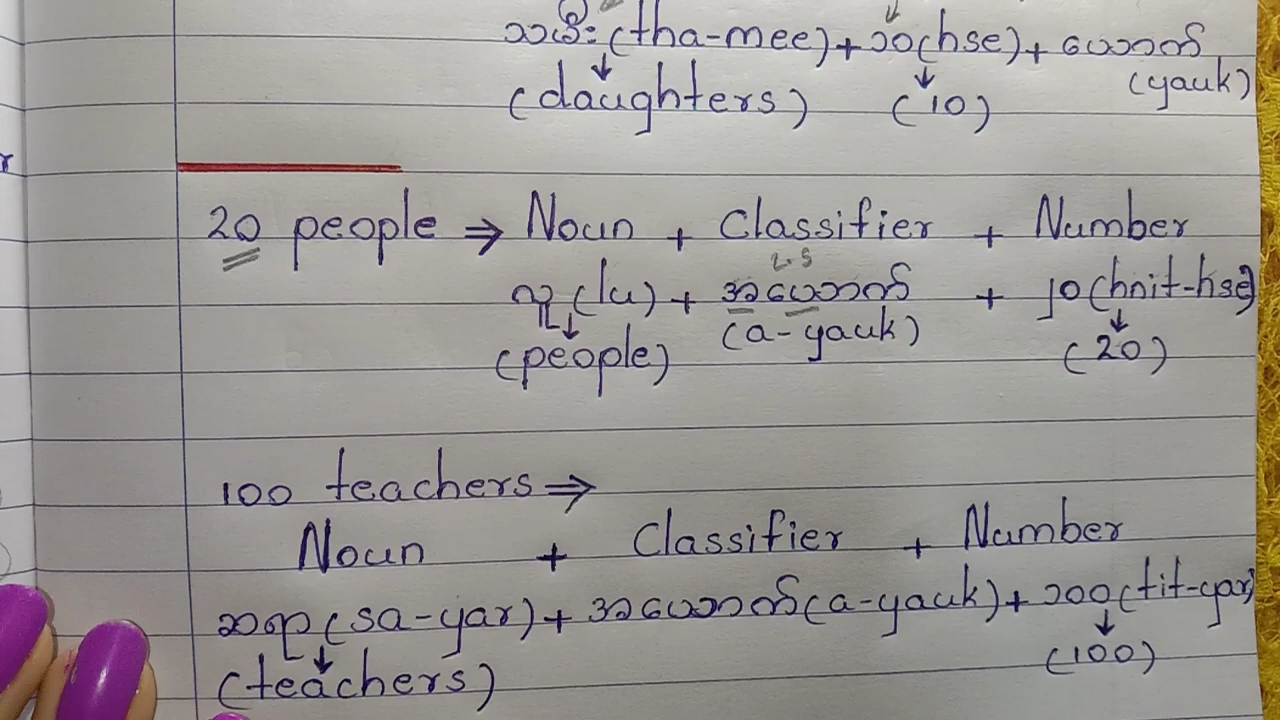 သမီး (tha-mee) + ၁၀ (hse) + ယောက် (yauk)
↓ ↓
(daughters) (10)
20 people ⇒ Noun + Classifier + Number
လူ (lu) + အယောက် + ၂၀ (hnit-hse)
(people) (a-yauk) (20)
100 teachers ⇒
Noun + Classifier + Number
ဆရာ (sa-yar) + အယောက် (a-yauk) + ၁၀၀ (tit-yar)
(teachers) (100)